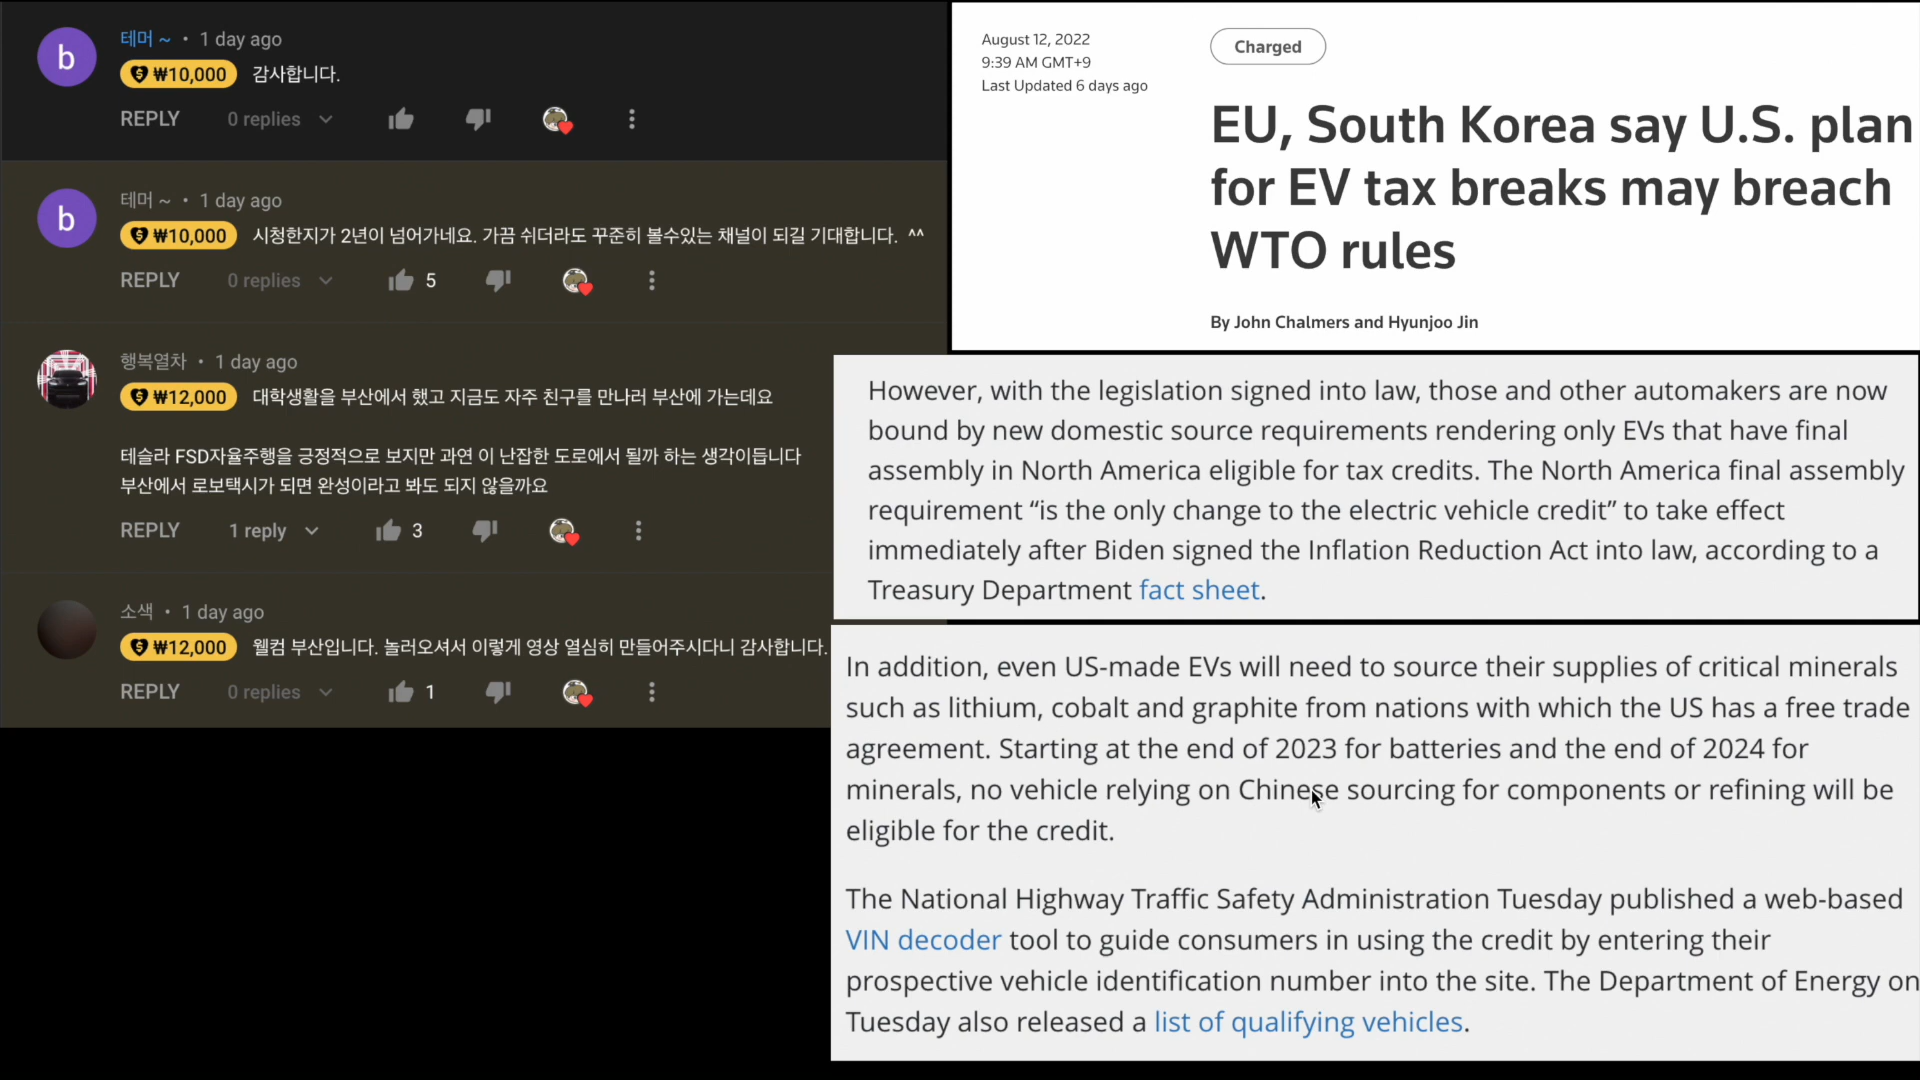 b
테머 ~ • 1 day ago
₩10,000 감사합니다.
REPLY 0 replies
b
테머 ~ • 1 day ago
₩10,000 시청한지가 2년이 넘어가네요. 가끔 쉬더라도 꾸준히 볼수있는 채널이 되길 기대합니다. ^^
REPLY 0 replies 5
행복열차 • 1 day ago
₩12,000 대학생활을 부산에서 했고 지금도 자주 친구를 만나러 부산에 가는데요
테슬라 FSD자율주행을 긍정적으로 보지만 과연 이 난잡한 도로에서 될까 하는 생각이듭니다
부산에서 로보택시가 되면 완성이라고 봐도 되지 않을까요
REPLY 1 reply 3
소색 • 1 day ago
₩12,000 웰컴 부산입니다. 놀러오셔서 이렇게 영상 열심히 만들어주시다니 감사합니다.
REPLY 0 replies 1
August 12, 2022
9:39 AM GMT+9
Last Updated 6 days ago
Charged
EU, South Korea say U.S. plan
for EV tax breaks may breach
WTO rules
By John Chalmers and Hyunjoo Jin
However, with the legislation signed into law, those and other automakers are now
bound by new domestic source requirements rendering only EVs that have final
assembly in North America eligible for tax credits. The North America final assembly
requirement “is the only change to the electric vehicle credit” to take effect
immediately after Biden signed the Inflation Reduction Act into law, according to a
Treasury Department fact sheet.
In addition, even US-made EVs will need to source their supplies of critical minerals
such as lithium, cobalt and graphite from nations with which the US has a free trade
agreement. Starting at the end of 2023 for batteries and the end of 2024 for
minerals, no vehicle relying on Chinese sourcing for components or refining will be
eligible for the credit.
The National Highway Traffic Safety Administration Tuesday published a web-based
VIN decoder tool to guide consumers in using the credit by entering their
prospective vehicle identification number into the site. The Department of Energy on
Tuesday also released a list of qualifying vehicles.